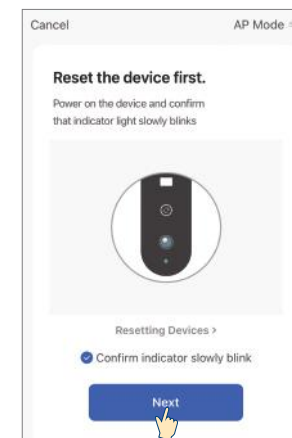 Cancel AP Mode
Reset the device first.
Power on the device and confirm
that indicator light slowly blinks
Resetting Devices >
Confirm indicator slowly blink
Next